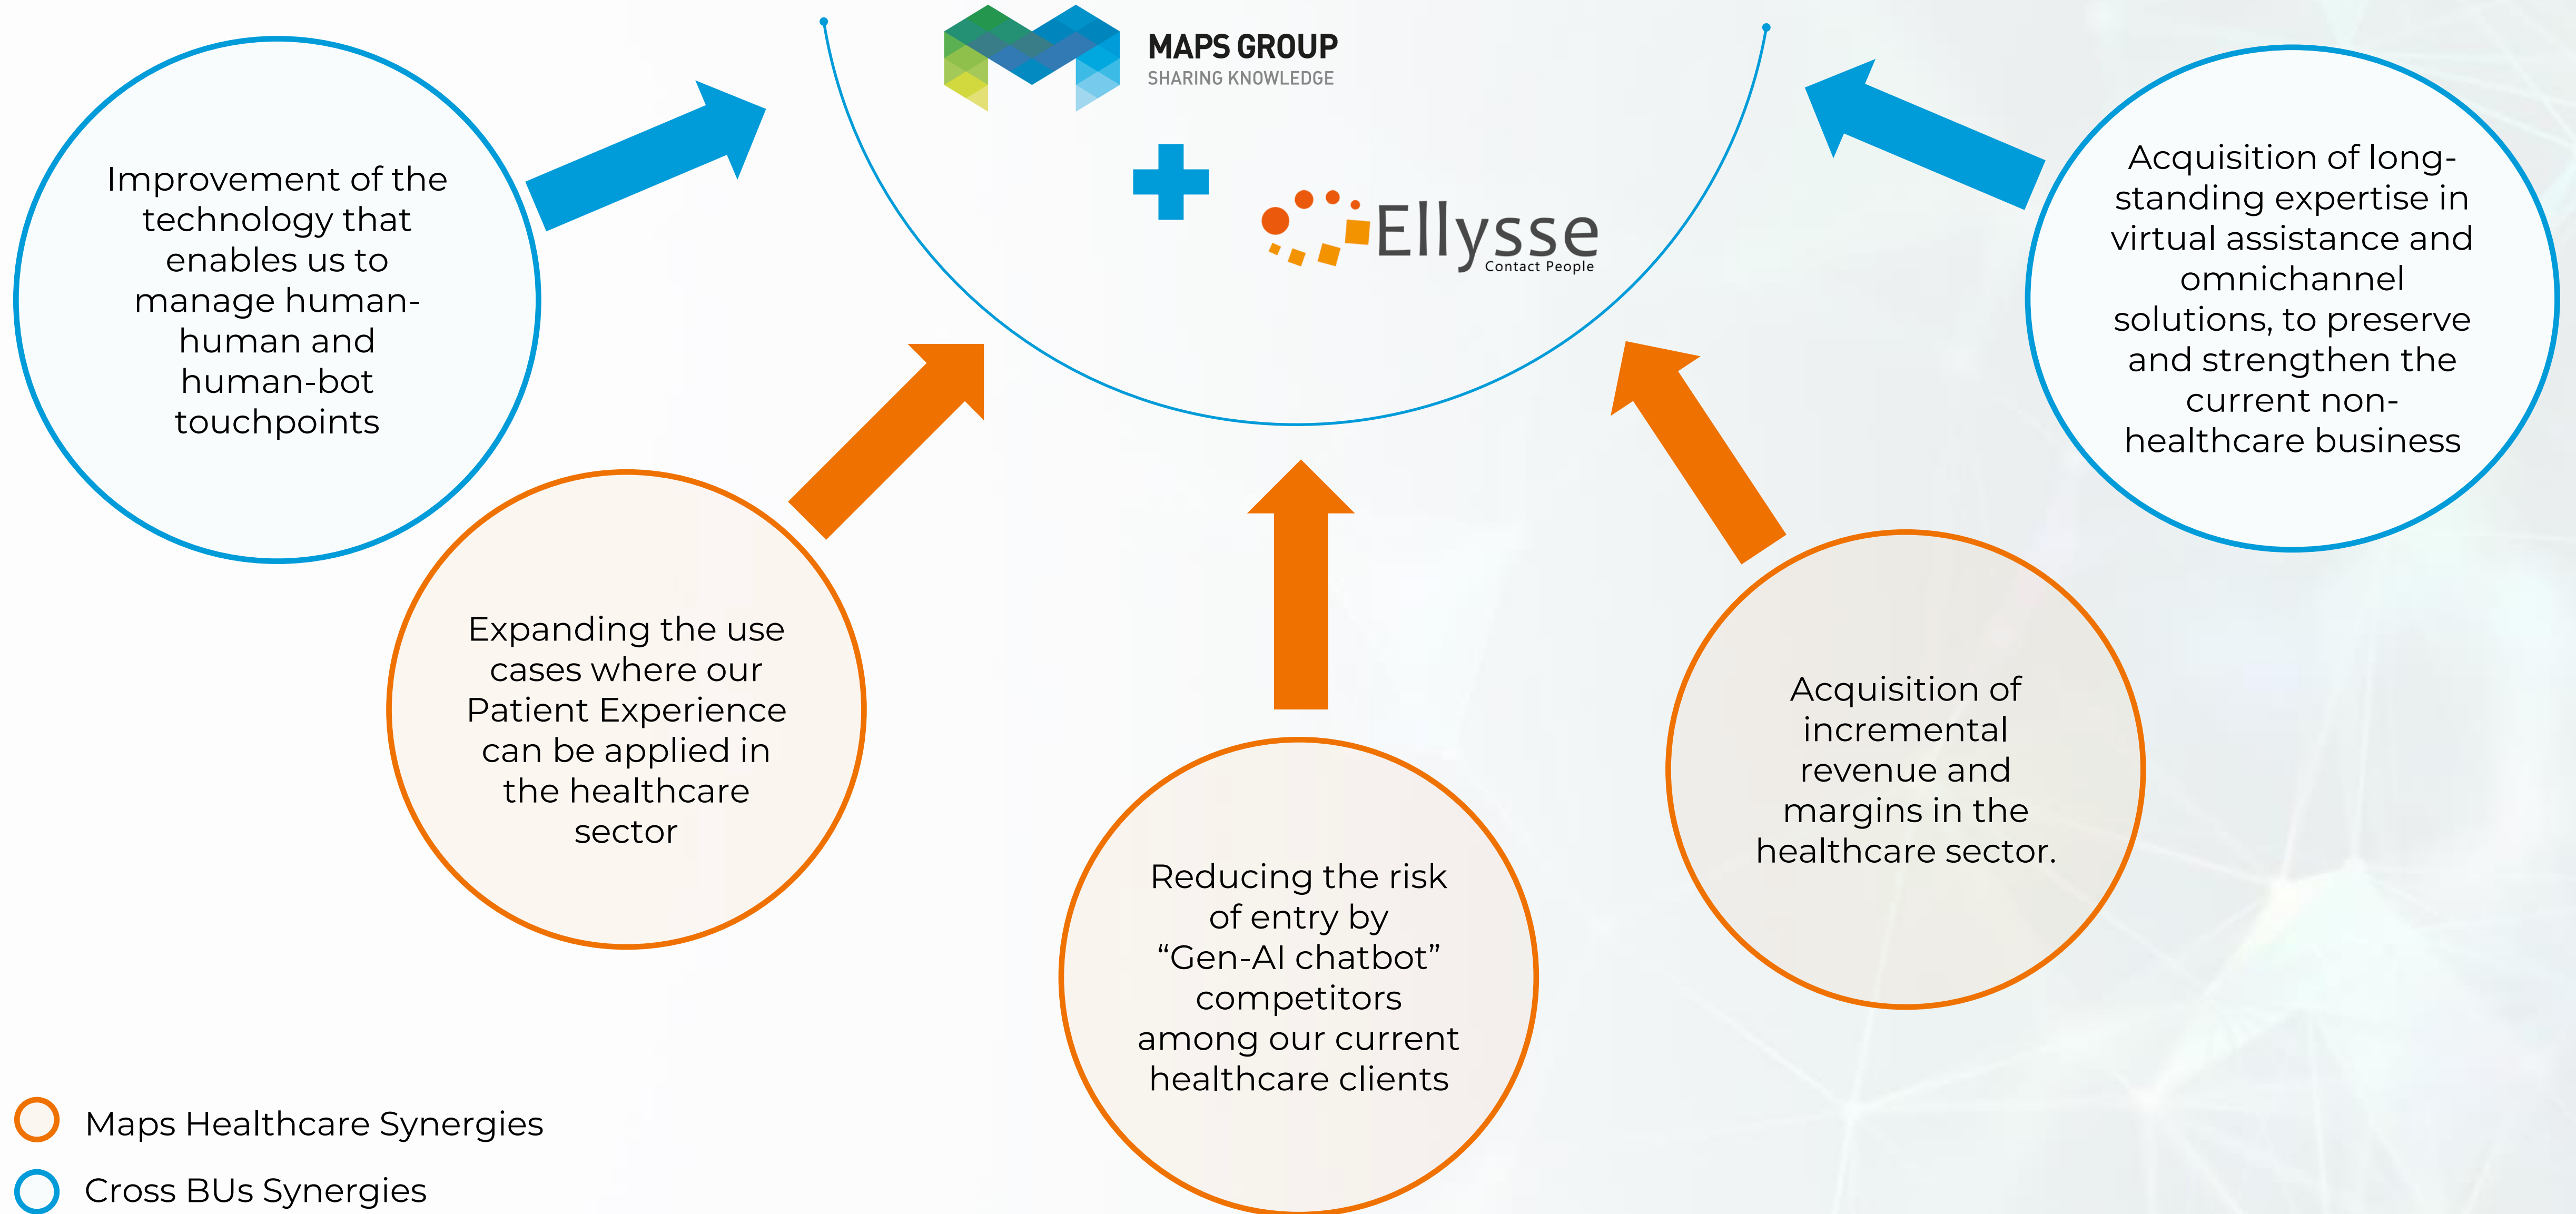 MAPS GROUP
SHARING KNOWLEDGE
Ellysse
Contact People
Improvement of the
technology that
enables us to
manage human-
human and
human-bot
touchpoints
Expanding the use
cases where our
Patient Experience
can be applied in
the healthcare
sector
Reducing the risk
of entry by
“Gen-AI chatbot”
competitors
among our current
healthcare clients
Acquisition of
incremental
revenue and
margins in the
healthcare sector.
Acquisition of long-
standing expertise in
virtual assistance and
omnichannel
solutions, to preserve
and strengthen the
current non-
healthcare business
Maps Healthcare Synergies
Cross BUs Synergies